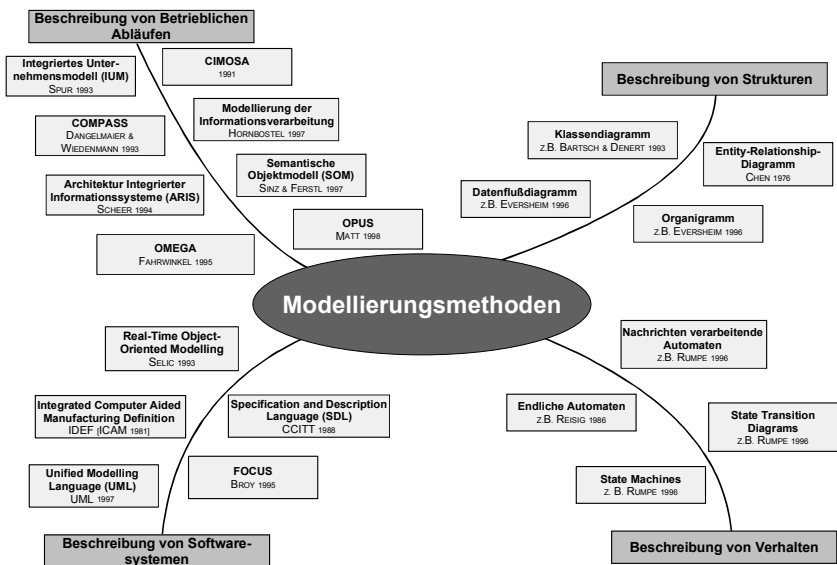 Beschreibung von Betrieblichen
Abläufen
Integriertes Unter-
nehmensmodell (IUM)
SPUR 1993
CIMOSA
1991
COMPASS
DANGELMAIER &
WIEDENMANN 1993
Modellierung der
Informationsverarbeitung
HORNBOSTEL 1997
Architektur Integrierter
Informationssysteme (ARIS)
SCHEER 1994
Semantische
Objektmodell (SOM)
SINZ & FERSTL 1997
OMEGA
FAHRWINKEL 1995
OPUS
MATT 1998
Beschreibung von Strukturen
Klassendiagramm
Z.B. BARTSCH & DENERT 1993
Entity-Relationship-
Diagramm
CHEN 1976
Datenflußdiagramm
Z.B. EVERSHEIM 1996
Organigramm
Z.B. EVERSHEIM 1996
Modellierungsmethoden
Real-Time Object-
Oriented Modelling
SELIC 1993
Integrated Computer Aided
Manufacturing Definition
IDEF [ICAM 1981]
Specification and Description
Language (SDL)
CCITT 1988
Unified Modelling
Language (UML)
UML 1997
FOCUS
BROY 1995
Beschreibung von Software-
systemen
Nachrichten verarbeitende
Automaten
Z.B. RUMPE 1996
Endliche Automaten
Z.B. REISIG 1986
State Transition
Diagrams
Z.B. RUMPE 1996
State Machines
Z. B. RUMPE 1996
Beschreibung von Verhalten